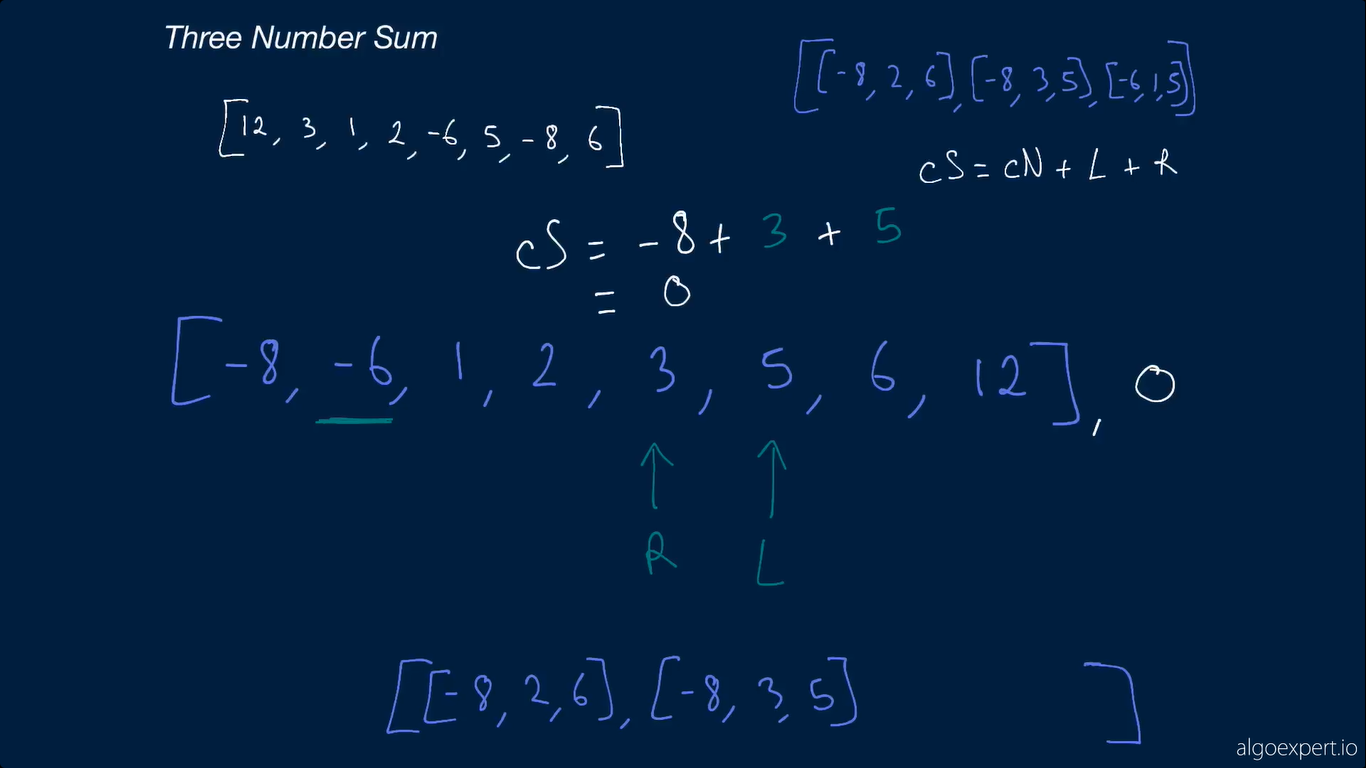 Three Number Sum
[[-8, 2, 6], [-8, 3, 5], [-6, 1, 5]]
[12, 3, 1, 2, -6, 5, -8, 6]
cS = cN + L + R
cS = -8 + 3 + 5
= 0
[-8, -6, 1, 2, 3, 5, 6, 12], 0
R L
[[-8, 2, 6], [-8, 3, 5] ]
algoexpert.io